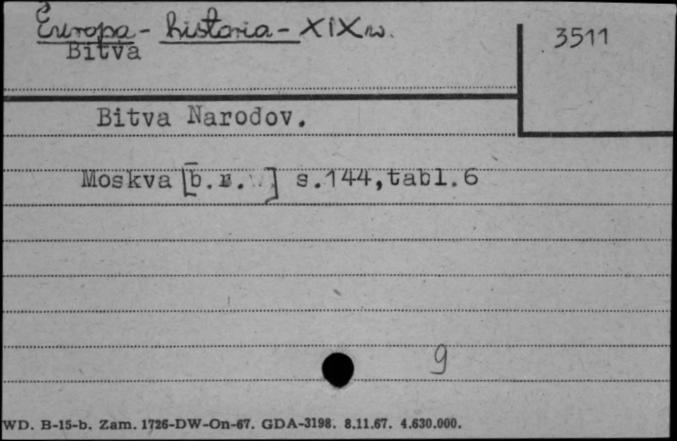 Europa - historia - XIX w.
3511
Bitva
Bitva Narodov.
Moskva [b.r.] s.144,tabl.6
9
WD. B-15-b. Zam. 1726-DW-On-67. GDA-3198. 8.11.67. 4.630.000.